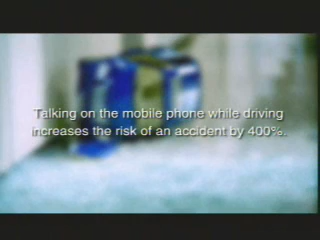 Talking on the mobile phone while driving
increases the risk of an accident by 400%.